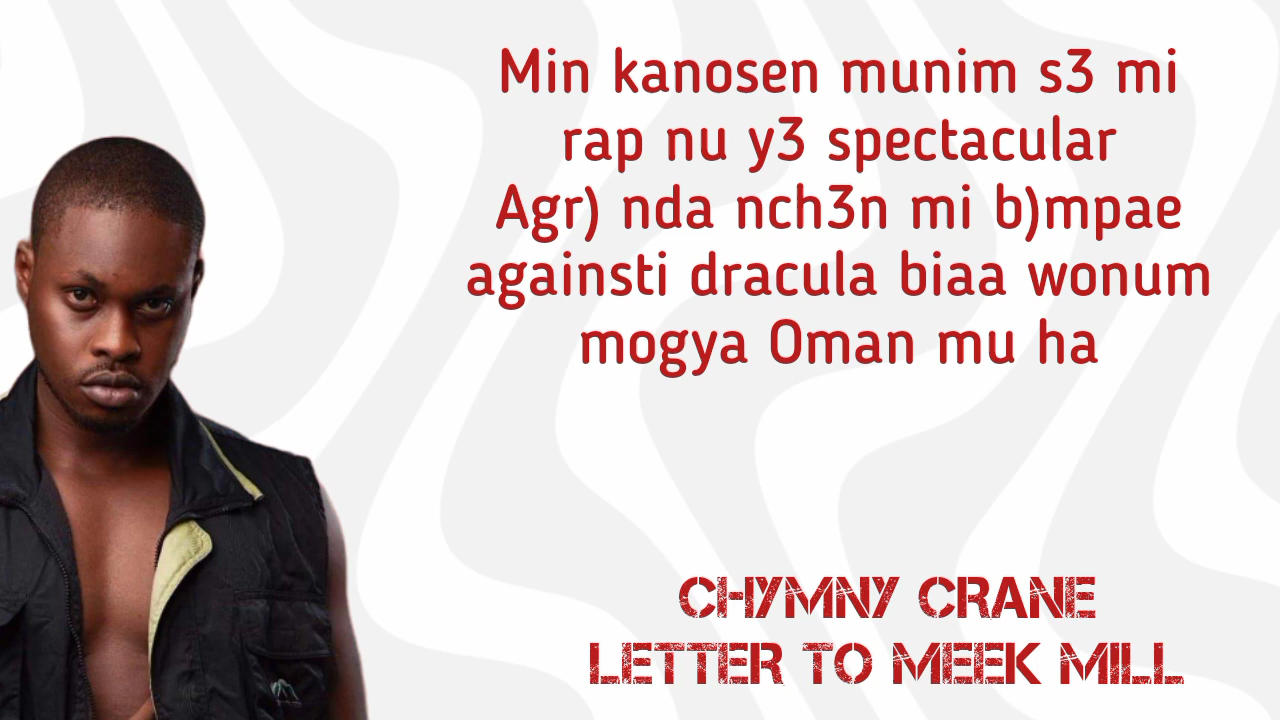 Min kanosen munim s3 mi
rap nu y3 spectacular
Agr) nda nch3n mi b)mpae
againsti dracula biaa wonum
mogya Oman mu ha
CHYMNY CRANE
LETTER TO MEEK MILL